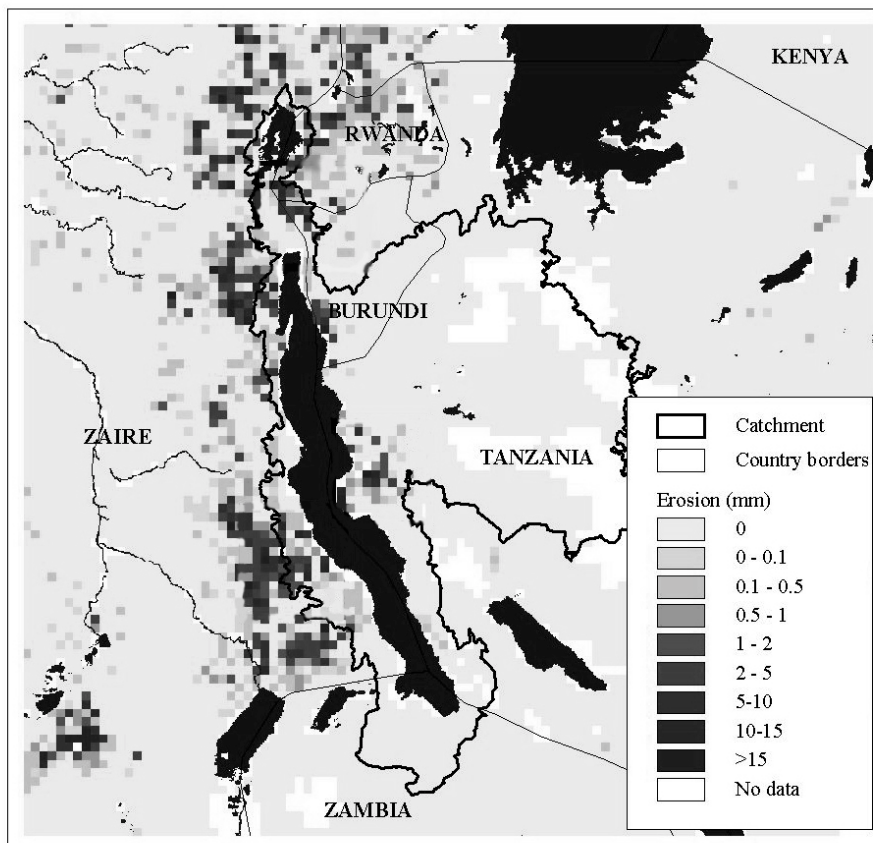 KENYA
RWANDA
BURUNDI
ZAIRE
TANZANIA
ZAMBIA
Catchment
Country borders
Erosion (mm)
0
0 - 0.1
0.1 - 0.5
0.5 - 1
1 - 2
2 - 5
5-10
10-15
>15
No data